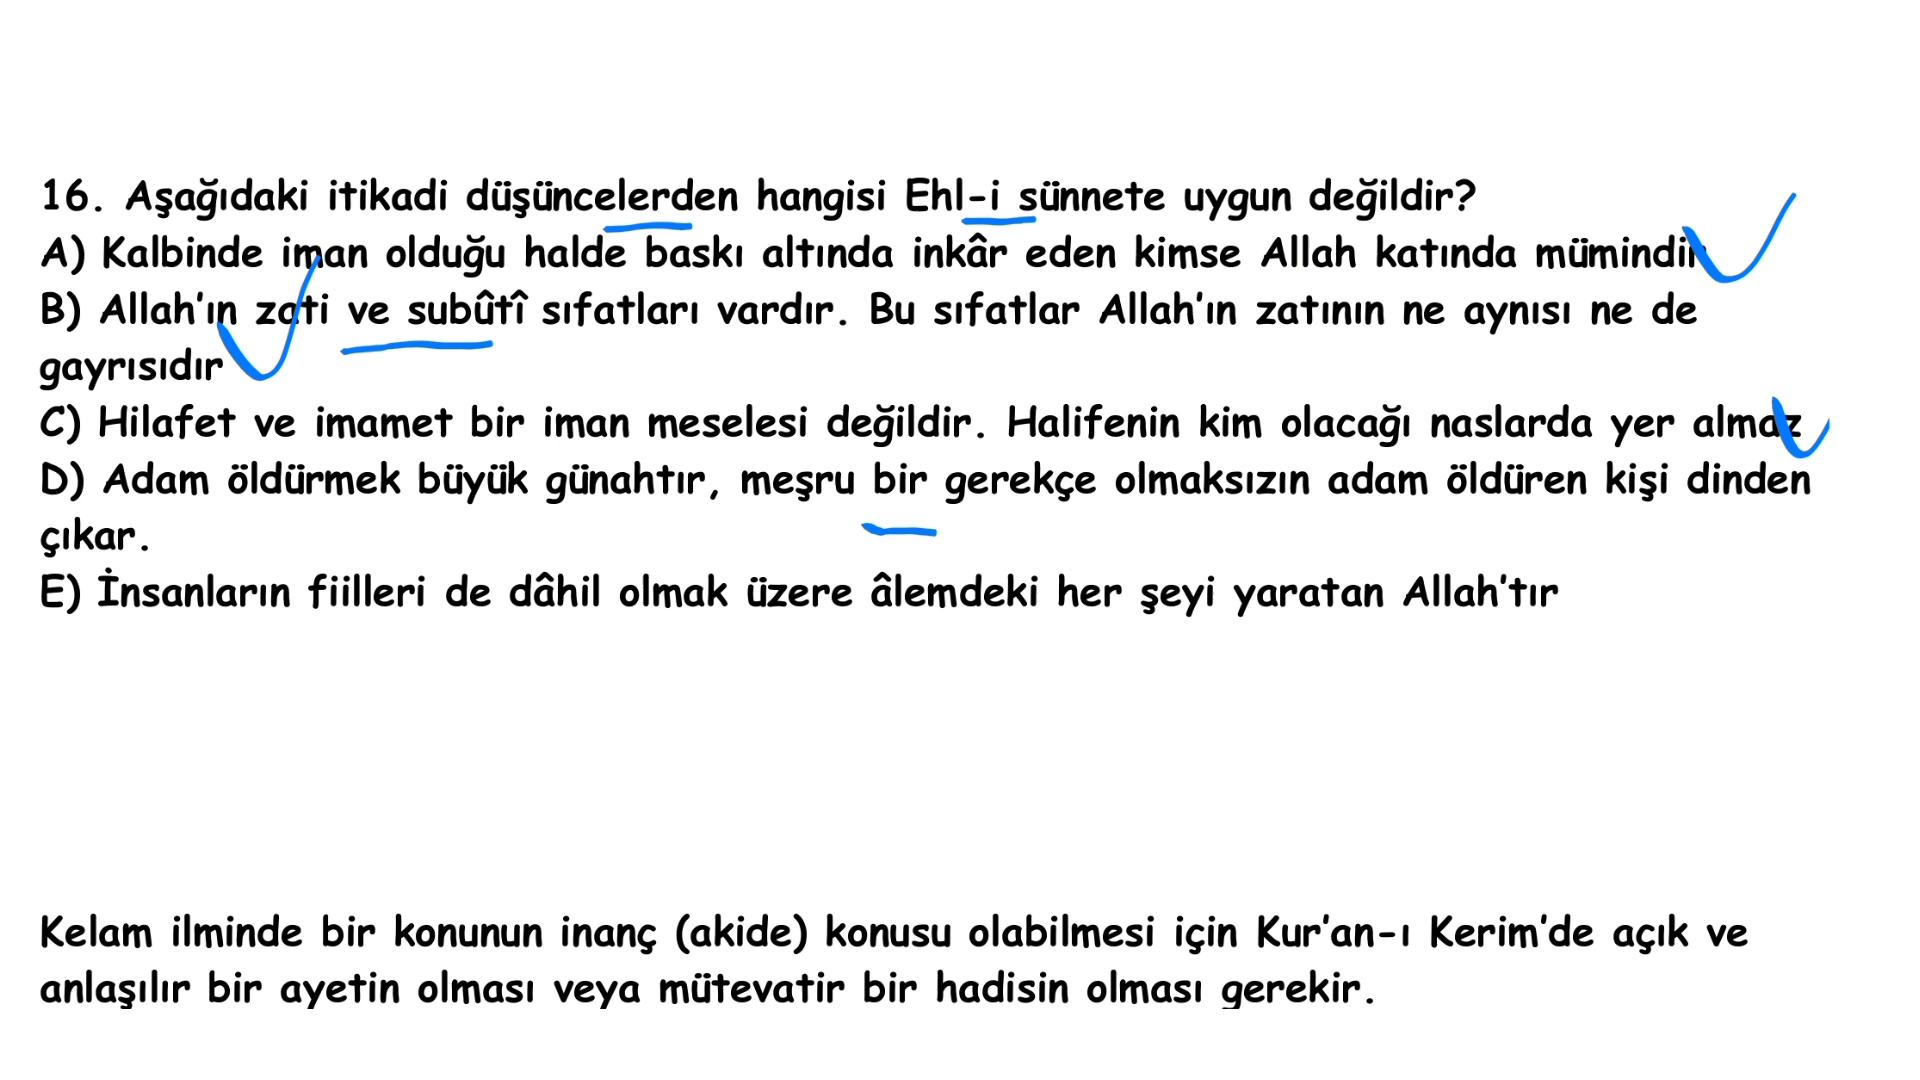 16. Aşağıdaki itikadi düşüncelerden hangisi Ehl-i sünnete uygun değildir?
A) Kalbinde iman olduğu halde baskı altında inkâr eden kimse Allah katında mümindir
B) Allah'ın zati ve subûtî sıfatları vardır. Bu sıfatlar Allah'ın zatının ne aynısı ne de
gayrısıdır
C) Hilafet ve imamet bir iman meselesi değildir. Halifenin kim olacağı naslarda yer almaz
D) Adam öldürmek büyük günahtır, meşru bir gerekçe olmaksızın adam öldüren kişi dinden
çıkar.
E) İnsanların fiilleri de dâhil olmak üzere âlemdeki her şeyi yaratan Allah'tır
Kelam ilminde bir konunun inanç (akide) konusu olabilmesi için Kur'an-ı Kerim'de açık ve
anlaşılır bir ayetin olması veya mütevatir bir hadisin olması gerekir.